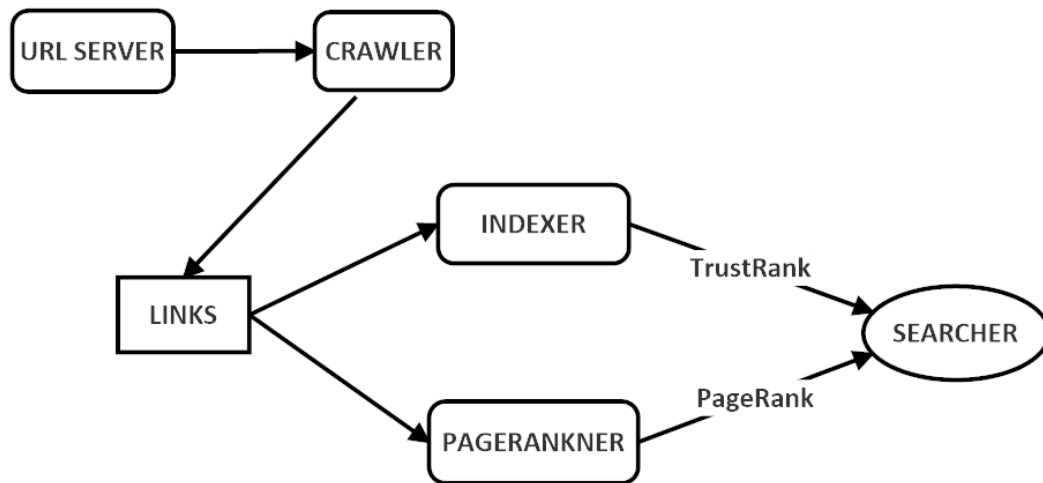 URL SERVER
CRAWLER
INDEXER
TrustRank
LINKS
SEARCHER
PageRank
PAGERANKNER